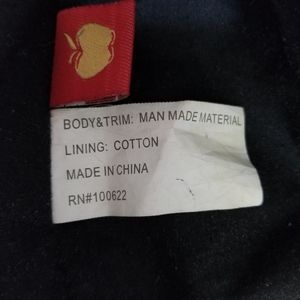 BODY&TRIM: MAN MADE MATERIAL
LINING: COTTON
MADE IN CHINA
RN#100622